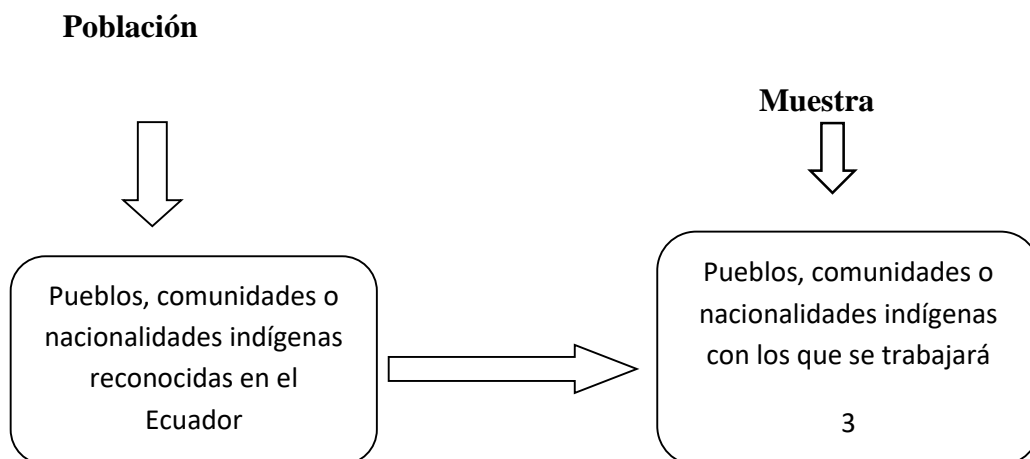 Población
Muestra
Pueblos, comunidades o
nacionalidades indígenas
reconocidas en el
Ecuador
Pueblos, comunidades o
nacionalidades indígenas
con los que se trabajará
3